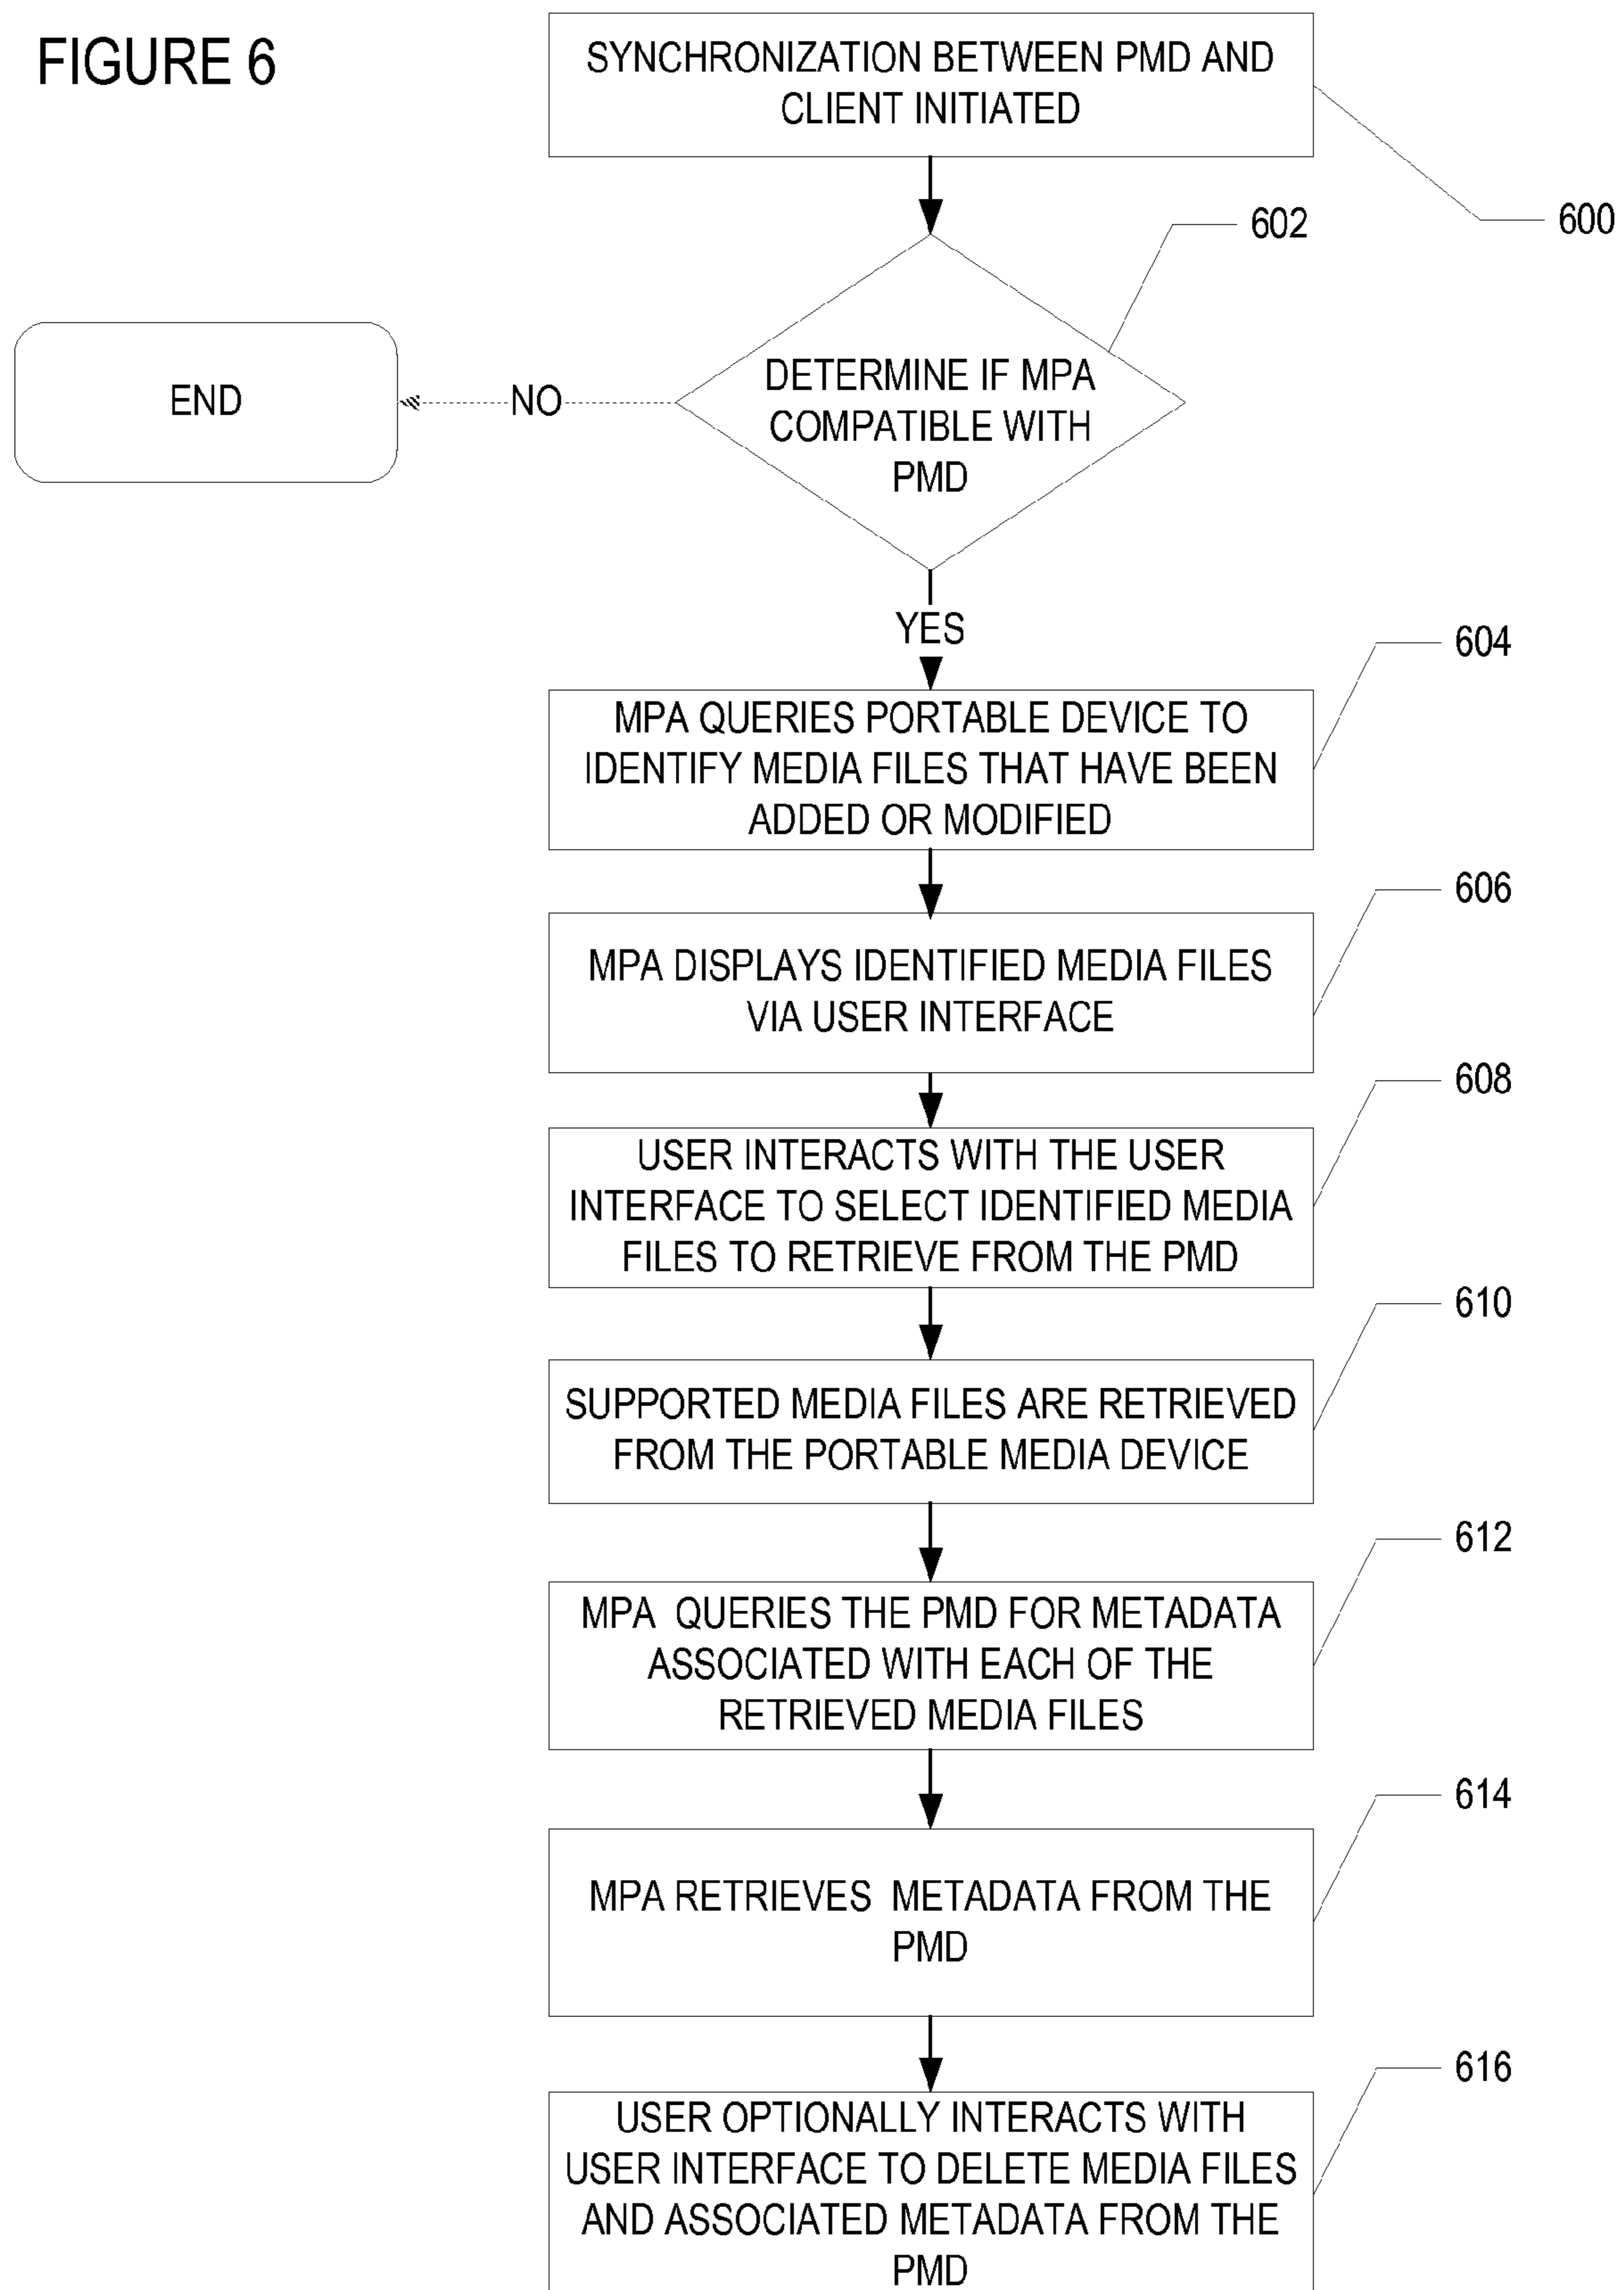 FIGURE 6
SYNCHRONIZATION BETWEEN PMD AND
CLIENT INITIATED
600
602
DETERMINE IF MPA
COMPATIBLE WITH
PMD
NO
END
YES
604
MPA QUERIES PORTABLE DEVICE TO
IDENTIFY MEDIA FILES THAT HAVE BEEN
ADDED OR MODIFIED
606
MPA DISPLAYS IDENTIFIED MEDIA FILES
VIA USER INTERFACE
608
USER INTERACTS WITH THE USER
INTERFACE TO SELECT IDENTIFIED MEDIA
FILES TO RETRIEVE FROM THE PMD
610
SUPPORTED MEDIA FILES ARE RETRIEVED
FROM THE PORTABLE MEDIA DEVICE
612
MPA QUERIES THE PMD FOR METADATA
ASSOCIATED WITH EACH OF THE
RETRIEVED MEDIA FILES
614
MPA RETRIEVES METADATA FROM THE
PMD
616
USER OPTIONALLY INTERACTS WITH
USER INTERFACE TO DELETE MEDIA FILES
AND ASSOCIATED METADATA FROM THE
PMD